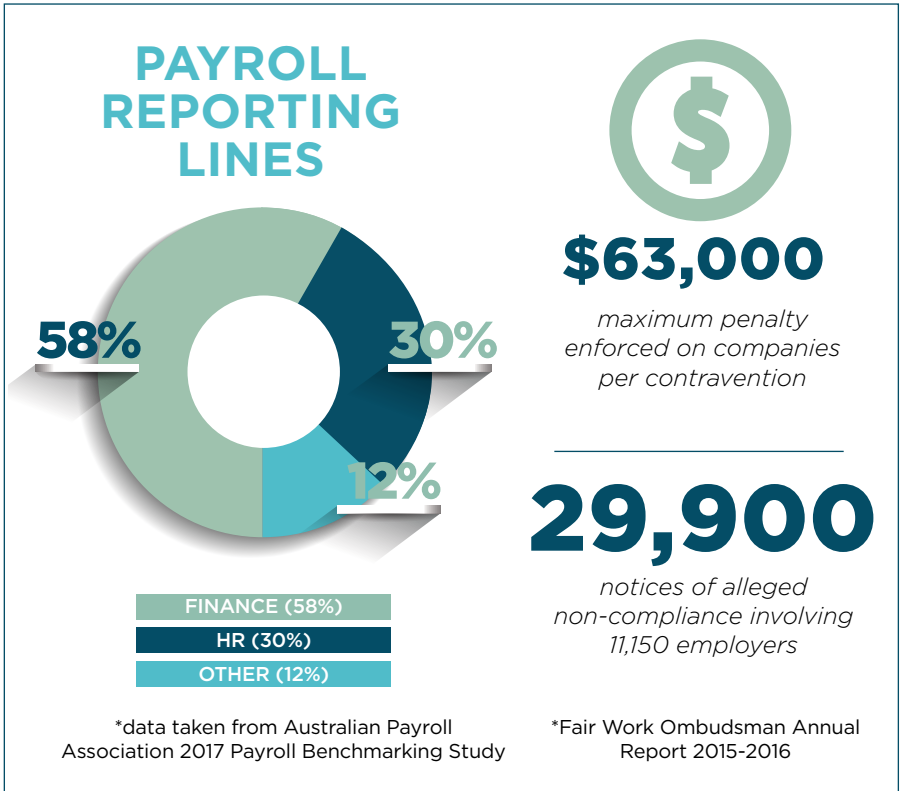 PAYROLL
REPORTING
LINES
58%
30%
12%
FINANCE (58%)
HR (30%)
OTHER (12%)
*data taken from Australian Payroll
Association 2017 Payroll Benchmarking Study
$
$63,000
maximum penalty
enforced on companies
per contravention
29,900
notices of alleged
non-compliance involving
11,150 employers
*Fair Work Ombudsman Annual
Report 2015-2016